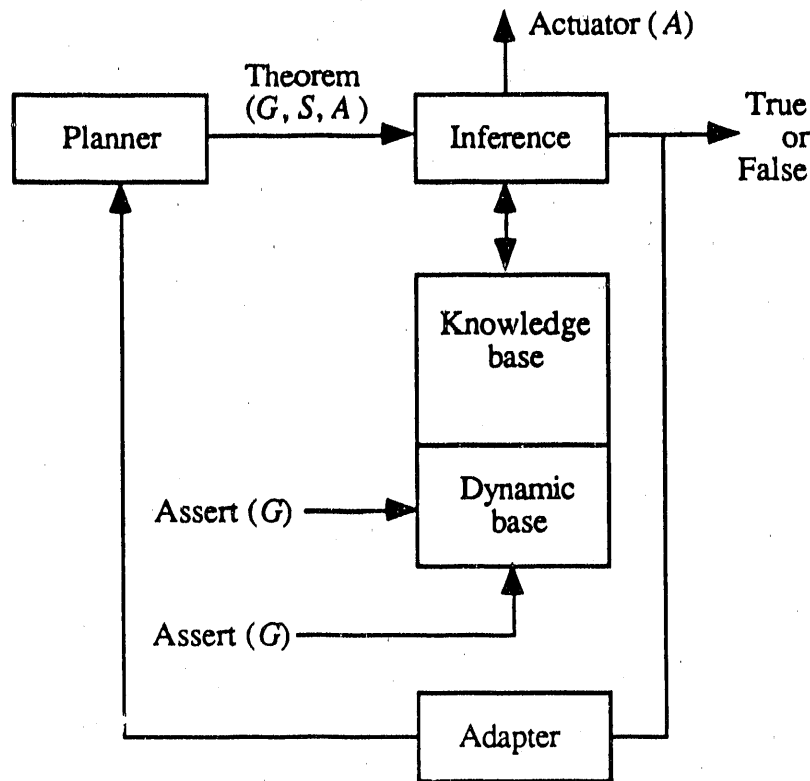 Actuator (A)
Theorem
(G, S, A)
Planner
Inference
True
or
False
Knowledge
base
Dynamic
base
Assert (G)
Assert (G)
Adapter